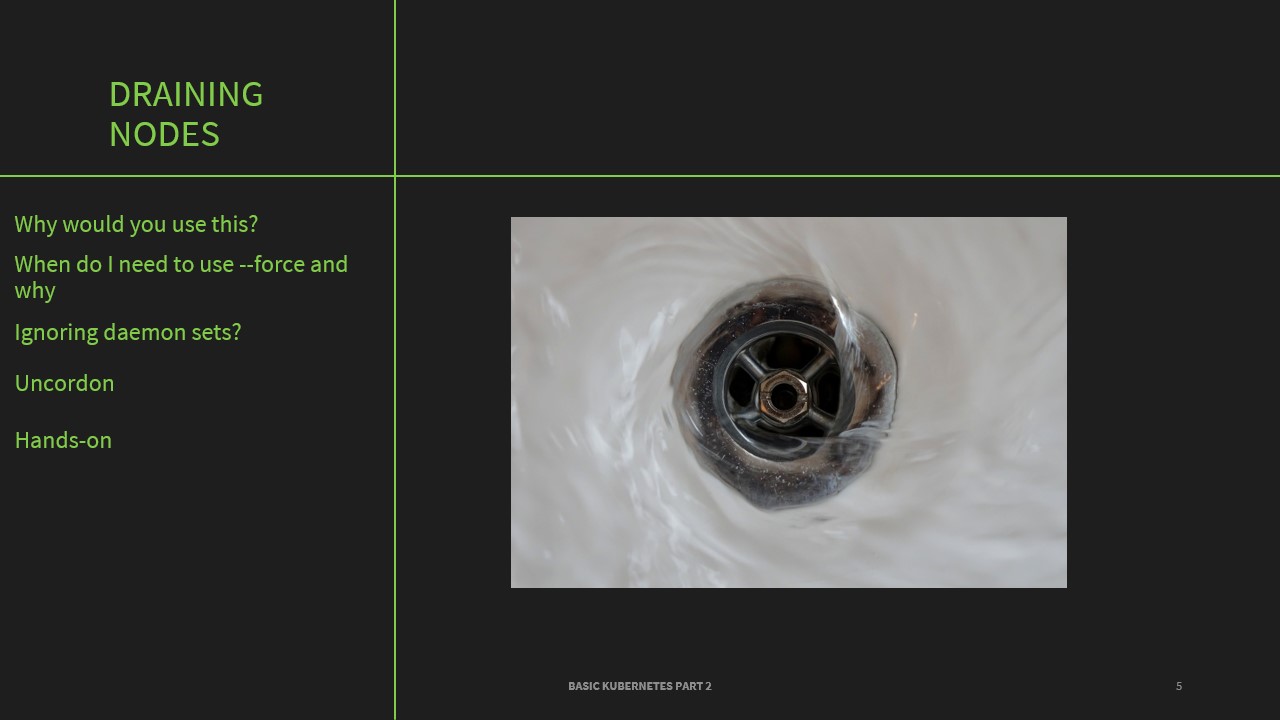 DRAINING
NODES
Why would you use this?
When do I need to use --force and
why
Ignoring daemon sets?
Uncordon
Hands-on
BASIC KUBERNETES PART 2
5